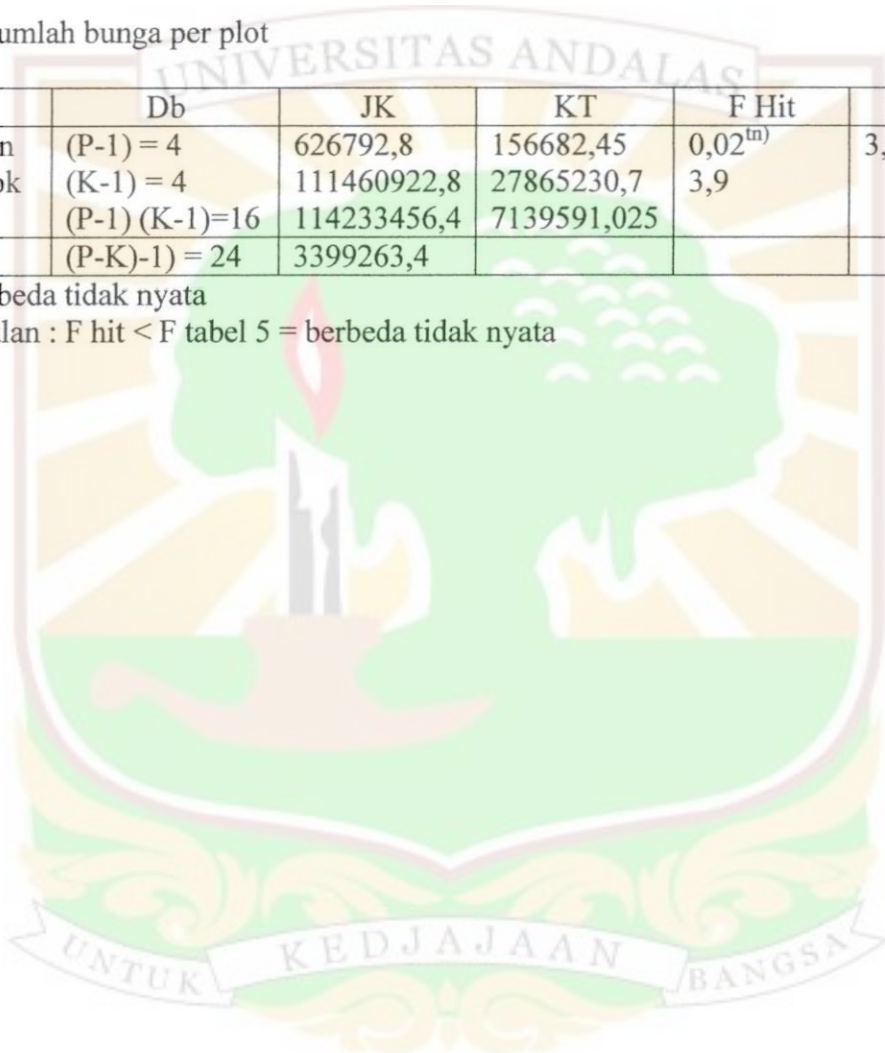 umlah bunga per plot
UNIVERSITAS ANDALAS
Db JK KT F Hit
n (P-1) = 4 626792,8 156682,45 0,02tn) 3,
ok (K-1) = 4 111460922,8 27865230,7 3,9
(P-1) (K-1)=16 114233456,4 7139591,025
(P-K)-1) = 24 3399263,4
beda tidak nyata
lan : F hit < F tabel 5 = berbeda tidak nyata
UNTUK KEDJAJAAN BANGSA